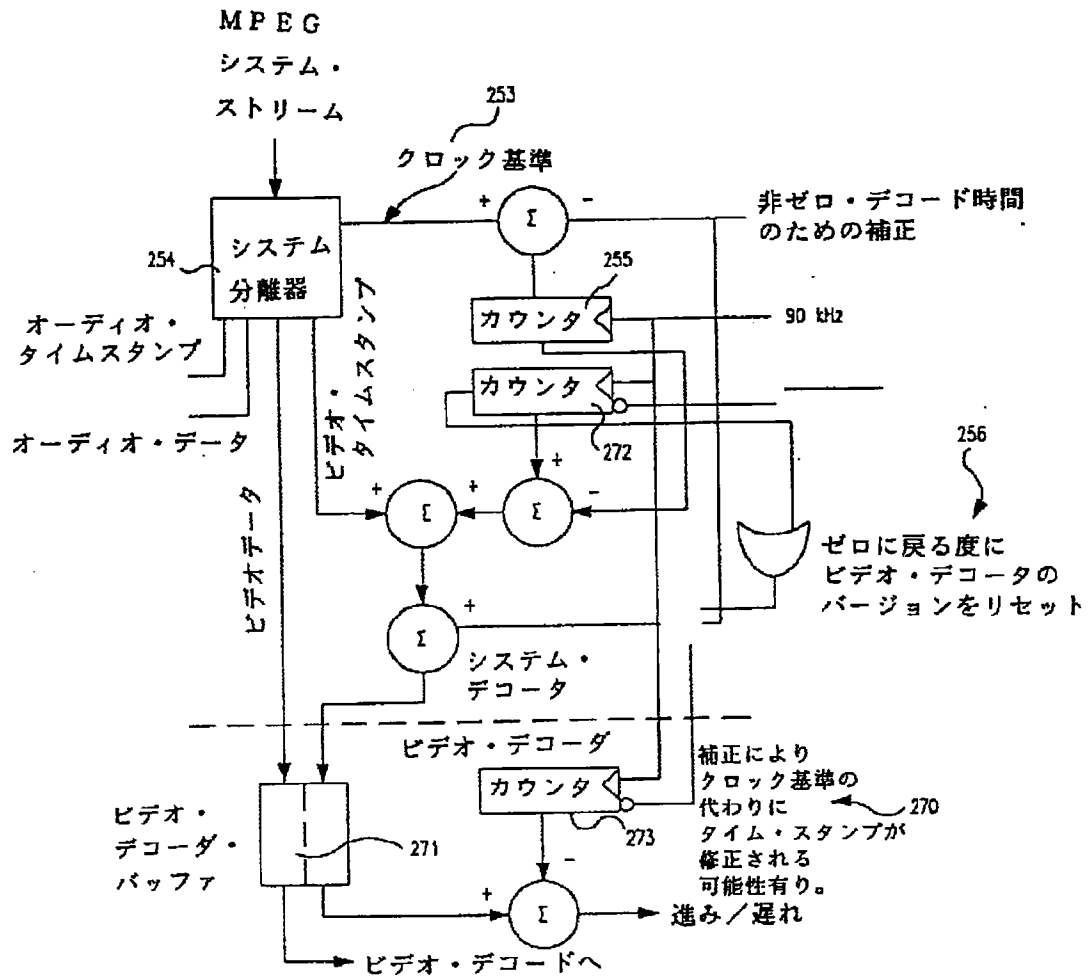 MPEG
システム・
ストリーム
253
クロック基準
+
Σ
-
非ゼロ・デコード時間
のための補正
254
システム
分離器
255
カウンタ
90 kHz
オーディオ・
タイムスタンプ
ビデオ・
タイムスタンプ
カウンタ
272
オーディオ・データ
256
ビデオデータ
+
+
+
-
Σ
Σ
ゼロに戻る度に
ビデオ・デコータの
バージョンをリセット
+
Σ
システム・
デコータ
ビデオ・デコーダ
補正により
クロック基準の
代わりに
タイム・スタンプが
修正される
可能性有り。
270
カウンタ
273
ビデオ・
デコーダ・
バッファ
271
-
+
Σ
進み/遅れ
ビデオ・デコードへ